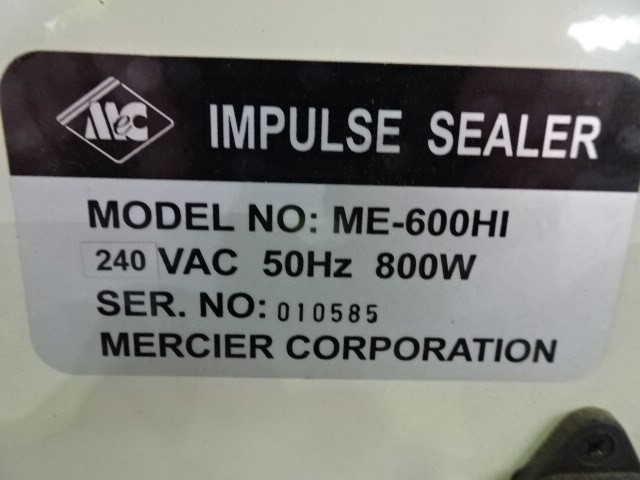 MeC IMPULSE SEALER
MODEL NO: ME-600HI
240 VAC 50Hz 800W
SER. NO: 010585
MERCIER CORPORATION